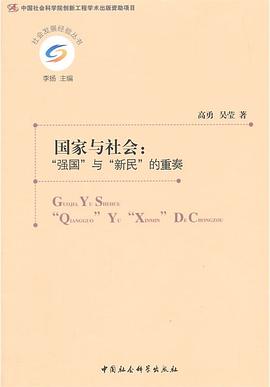 中国社会科学院创新工程学术出版资助项目
社会发展经验丛书
李扬 主编
高勇 吴莹 著
国家与社会：
“强国”与“新民”的重奏
Guojia Yu Shehui:
“Qiangguo” Yu “Xinmin” De Chongzou
中国社会科学出版社